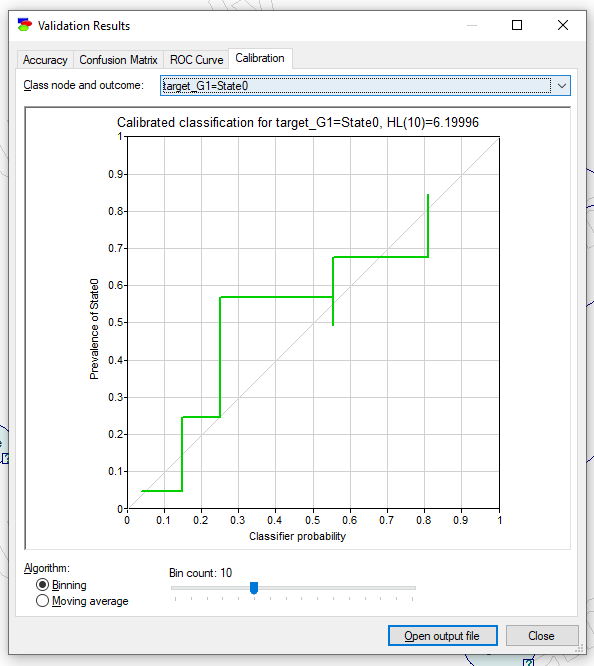 Validation Results
Accuracy Confusion Matrix ROC Curve Calibration
Class node and outcome: target_G1=State0
Calibrated classification for target_G1=State0, HL(10)=6.19996
1
0.9
0.8
0.7
0.6
0.5
0.4
0.3
0.2
0.1
0
Prevalence of State0
0 0.1 0.2 0.3 0.4 0.5 0.6 0.7 0.8 0.9 1
Classifier probability
Algorithm:
Binning
Moving average
Bin count: 10
Open output file Close
?
?